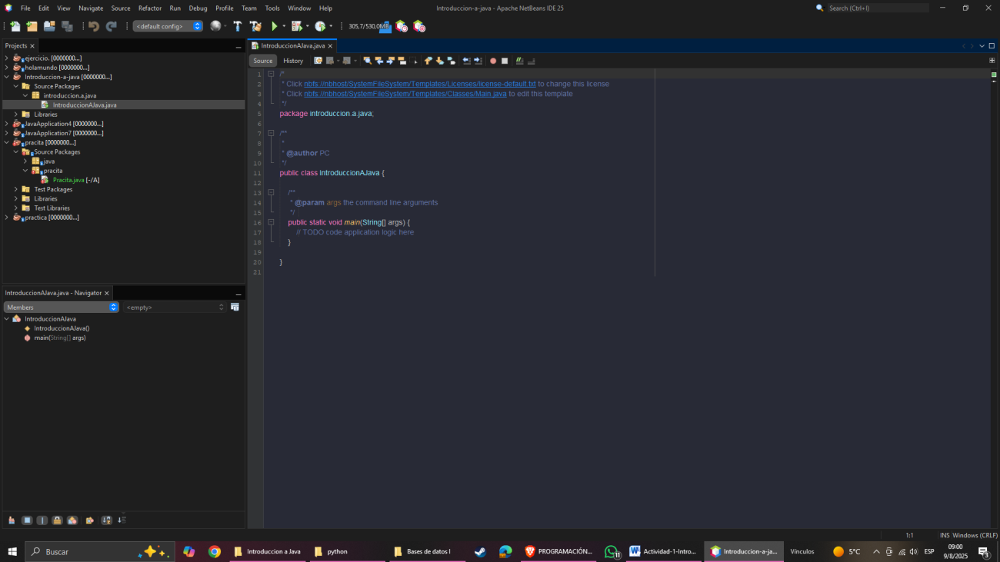 File Edit View Navigate Source Refactor Run Debug Profile Team Tools Window Help
Introduccion-a-java - Apache NetBeans IDE 25
Search (Ctrl+I)
<default config>
305,7/530,0MB
Projects
IntroduccionAJava.java
ejercicio. [0000000...]
holamundo [0000000...]
Introduccion-a-java [0000000...]
Source Packages
introduccion.a.java
IntroduccionAJava.java
Libraries
JavaApplication4 [0000000...]
JavaApplication7 [0000000...]
pracita [0000000...]
Source Packages
java
pracita
Pracita.java [-/A]
Test Packages
Libraries
Test Libraries
practica [0000000...]
Source History
1 /*
2 * Click nbfs://nbhost/SystemFileSystem/Templates/Licenses/license-default.txt to change this license
3 * Click nbfs://nbhost/SystemFileSystem/Templates/Classes/Main.java to edit this template
4 */
5 package introduccion.a.java;
6
7 /**
8 *
9 * @author PC
10 */
11 public class IntroduccionAJava {
12
13 /**
14 * @param args the command line arguments
15 */
16 public static void main(String[] args) {
17 // TODO code application logic here
18 }
19
20 }
21
IntroduccionAJava.java - Navigator
Members
<empty>
IntroduccionAJava
IntroduccionAJava()
main(String[] args)
1:1 INS Windows (CRLF)
Buscar
Introduccion a Java
python
Bases de datos I
PROGRAMACIÓN...
11
Actividad-1-Intro...
Introduccion-a-ja...
Vínculos
5°C
ESP
09:00
9/8/2025
3